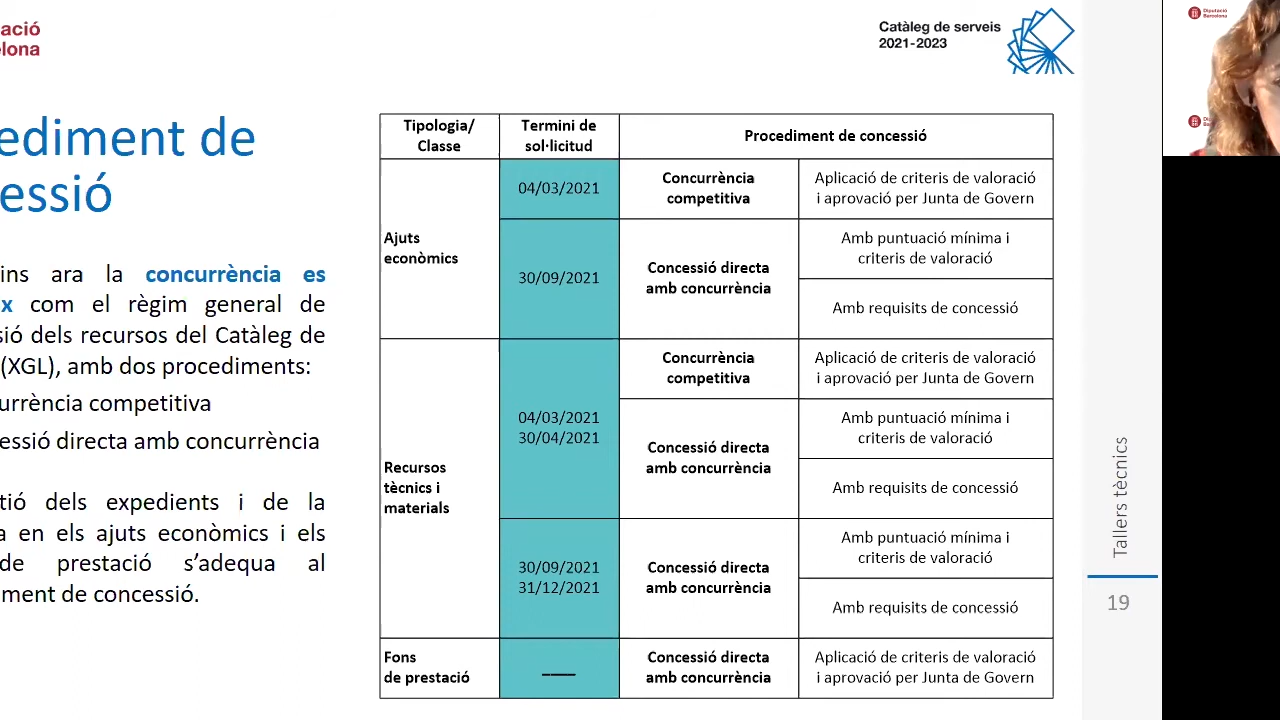 ació
elona
Catàleg de serveis
2021-2023
Diputació
Barcelona
ediment de
essió
ins ara la concurrència es
x com el règim general de
sió dels recursos del Catàleg de
(XGL), amb dos procediments:
urrència competitiva
essió directa amb concurrència
tió dels expedients i de la
a en els ajuts econòmics i els
de prestació s'adequa al
ment de concessió.
Tipologia/
Classe
Termini de
sol·licitud
Procediment de concessió
Ajuts
econòmics
04/03/2021
Concurrència
competitiva
Aplicació de criteris de valoració
i aprovació per Junta de Govern
30/09/2021
Concessió directa
amb concurrència
Amb puntuació mínima i
criteris de valoració
Amb requisits de concessió
Recursos
tècnics i
materials
04/03/2021
30/04/2021
Concurrència
competitiva
Aplicació de criteris de valoració
i aprovació per Junta de Govern
Concessió directa
amb concurrència
Amb puntuació mínima i
criteris de valoració
Amb requisits de concessió
30/09/2021
31/12/2021
Concessió directa
amb concurrència
Amb puntuació mínima i
criteris de valoració
Amb requisits de concessió
Fons
de prestació
Concessió directa
amb concurrència
Aplicació de criteris de valoració
i aprovació per Junta de Govern
Tallers tècnics
19